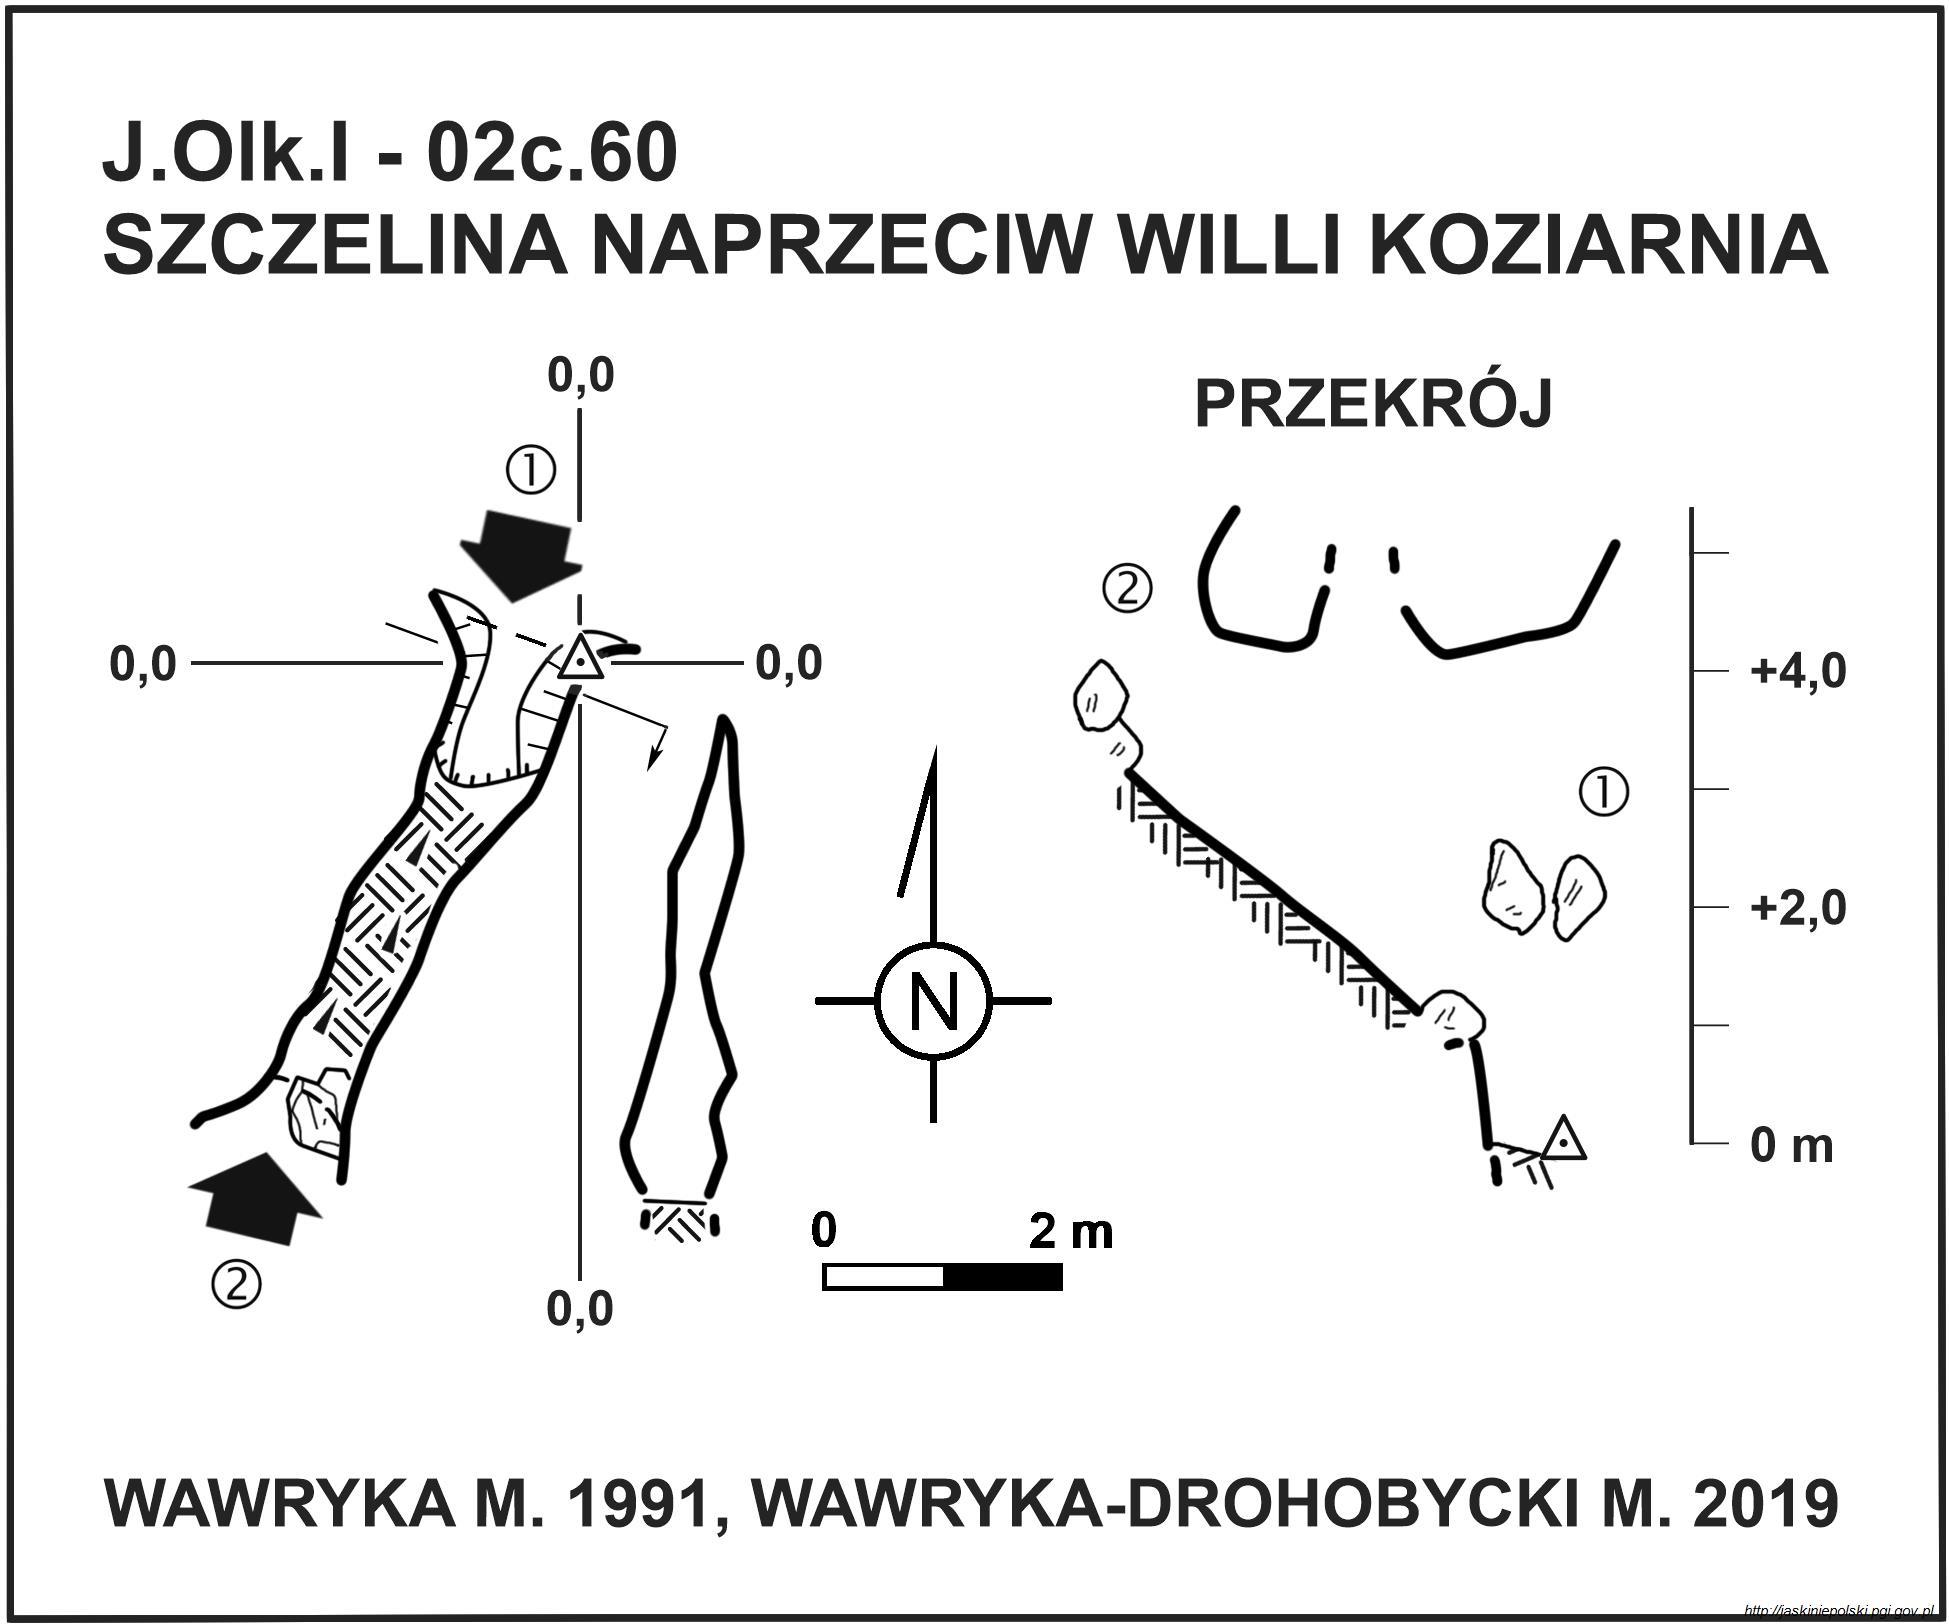 J.Olk.I - 02c.60
SZCZELINA NAPRZECIW WILLI KOZIARNIA
0,0
PRZEKRÓJ
①
②
0,0
0,0
+4,0
①
+2,0
N
0 m
0 2 m
②
0,0
WAWRYKA M. 1991, WAWRYKA-DROHOBYCKI M. 2019
http://jaskiniepolski.pgi.gov.pl